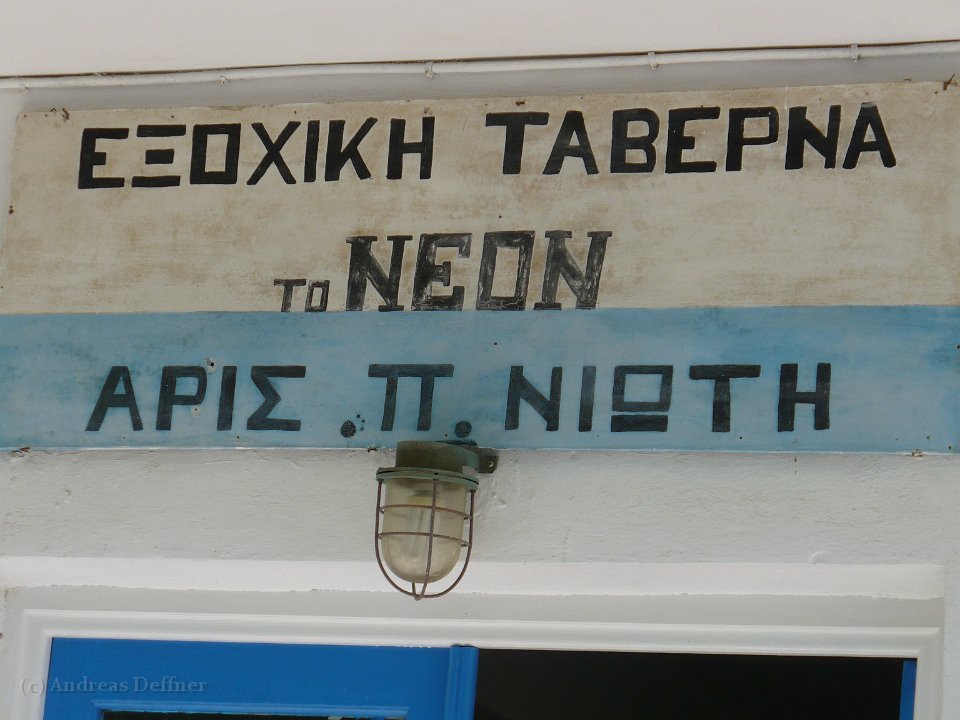 ΕΞΟΧΙΚΗ ΤΑΒΕΡΝΑ
ΤΟ ΝΕΟΝ
ΑΡΙΣ . Π . ΝΙΩΤΗ
(c) Andreas Deffner